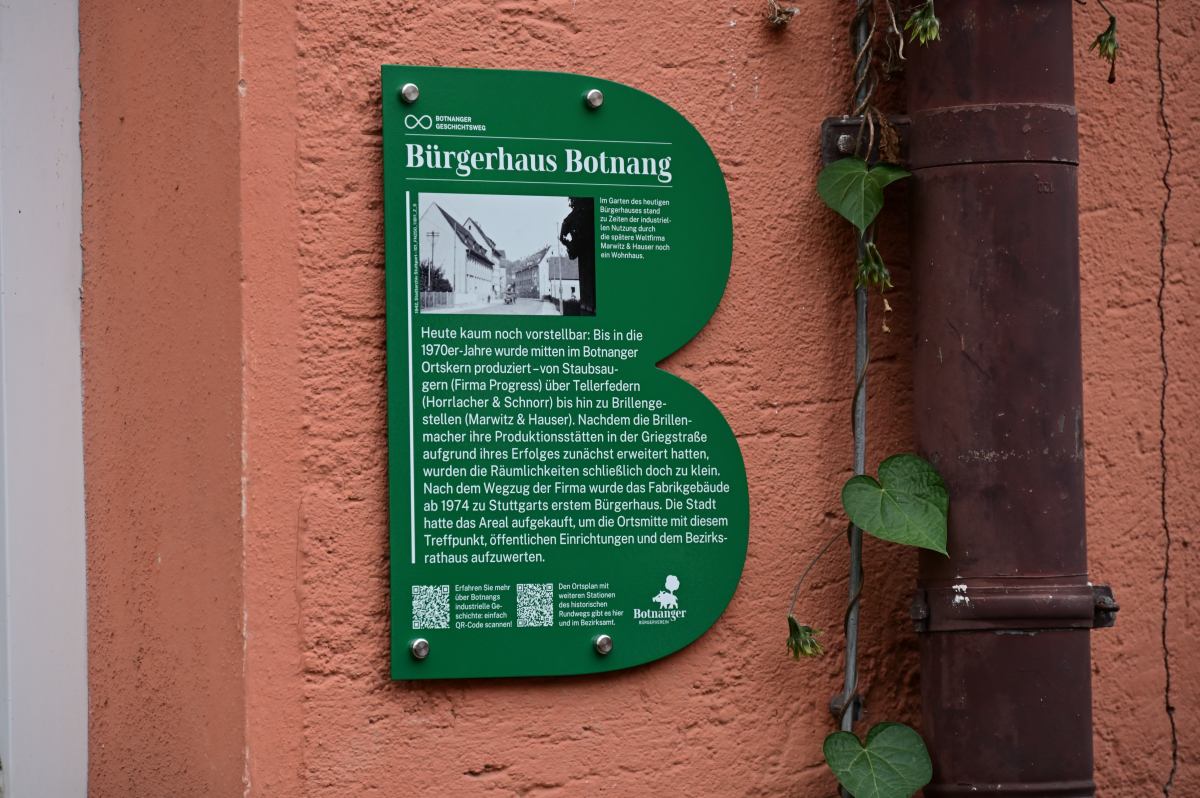 BOTNANGER
GESCHICHTSWEG
Bürgerhaus Botnang
Im Garten des heutigen
Bürgerhauses stand
zu Zeiten der industriel-
len Nutzung durch
die spätere Weltfirma
Marwitz & Hauser noch
ein Wohnhaus.
Heute kaum noch vorstellbar: Bis in die
1970er-Jahre wurde mitten im Botnanger
Ortskern produziert – von Staubsau-
gern (Firma Progress) über Tellerfedern
(Horrlacher & Schnorr) bis hin zu Brillenge-
stellen (Marwitz & Hauser). Nachdem die Brillen-
macher ihre Produktionsstätten in der Griegstraße
aufgrund ihres Erfolges zunächst erweitert hatten,
wurden die Räumlichkeiten schließlich doch zu klein.
Nach dem Wegzug der Firma wurde das Fabrikgebäude
ab 1974 zu Stuttgarts erstem Bürgerhaus. Die Stadt
hatte das Areal aufgekauft, um die Ortsmitte mit diesem
Treffpunkt, öffentlichen Einrichtungen und dem Bezirks-
rathaus aufzuwerten.
Erfahren Sie mehr
über Botnangs
industrielle Ge-
schichte: einfach
QR-Code scannen!
Den Ortsplan mit
weiteren Stationen
des historischen
Rundwegs gibt es hier
und im Bezirksamt.
Botnanger
BÜRGERVEREIN